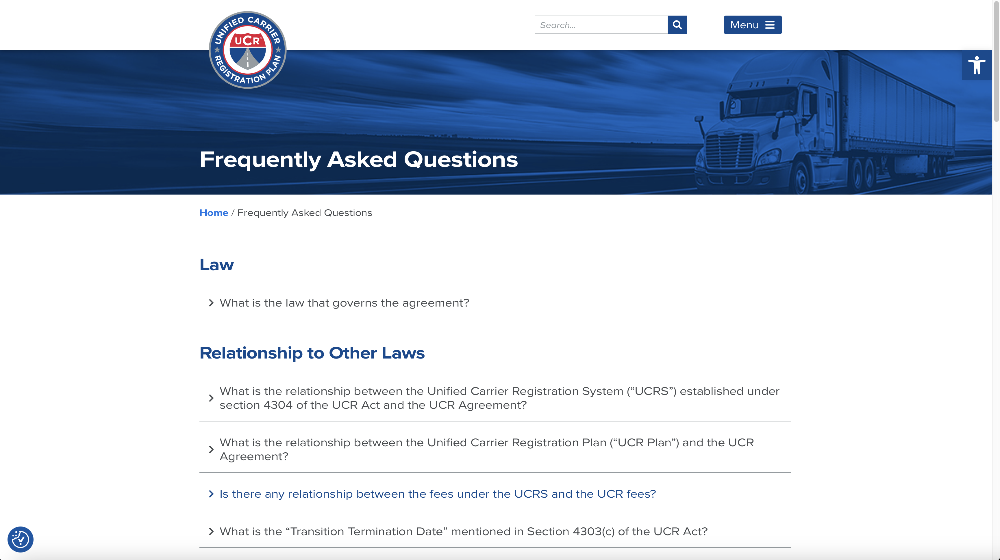 UNIFIED CARRIER
UCR®
REGISTRATION PLAN
Search...
Menu
Frequently Asked Questions
Home / Frequently Asked Questions
Law
What is the law that governs the agreement?
Relationship to Other Laws
What is the relationship between the Unified Carrier Registration System (“UCRS”) established under
section 4304 of the UCR Act and the UCR Agreement?
What is the relationship between the Unified Carrier Registration Plan (“UCR Plan”) and the UCR
Agreement?
Is there any relationship between the fees under the UCRS and the UCR fees?
What is the “Transition Termination Date” mentioned in Section 4303(c) of the UCR Act?